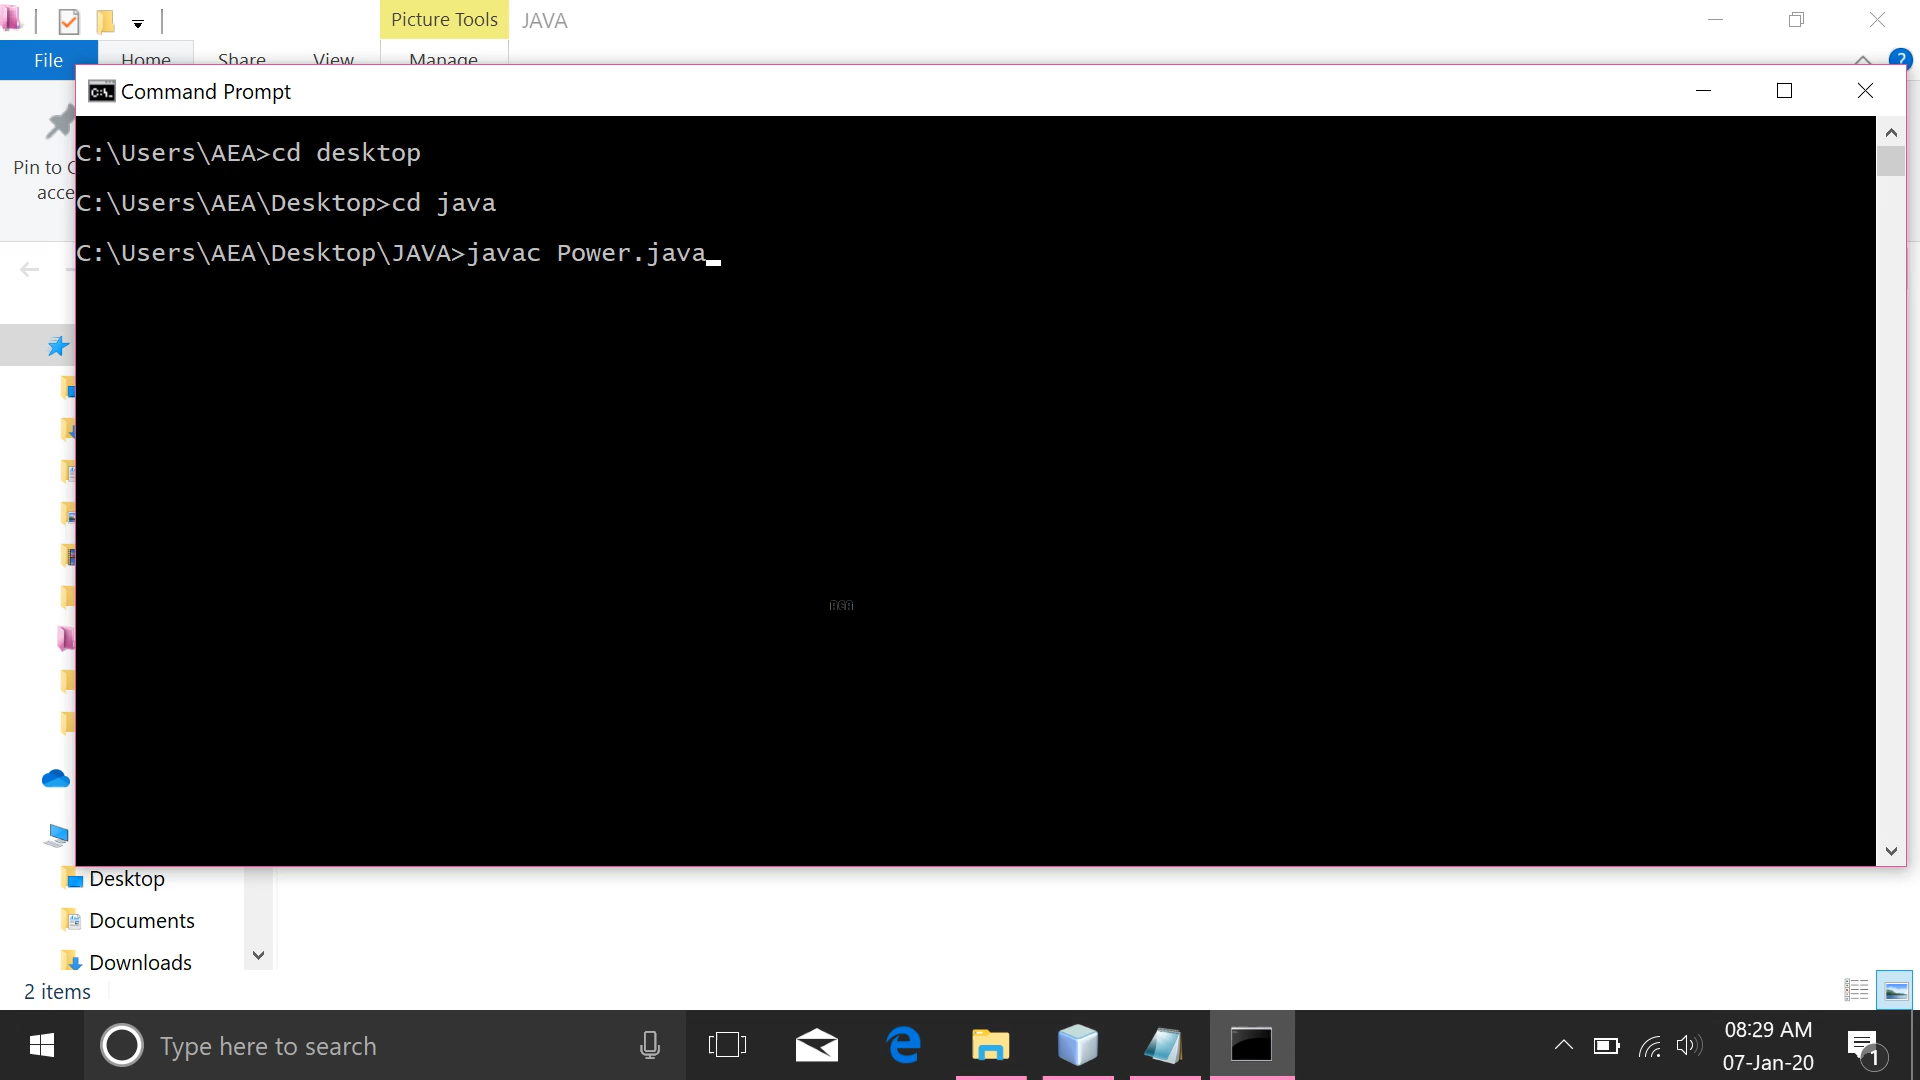 Picture Tools JAVA
File Home Share View Manage
?
C:\. Command Prompt
Pin to
acce
C:\Users\AEA>cd desktop
C:\Users\AEA\Desktop>cd java
C:\Users\AEA\Desktop\JAVA>javac Power.java
Desktop
Documents
Downloads
2 items
Type here to search
08:29 AM
07-Jan-20
1